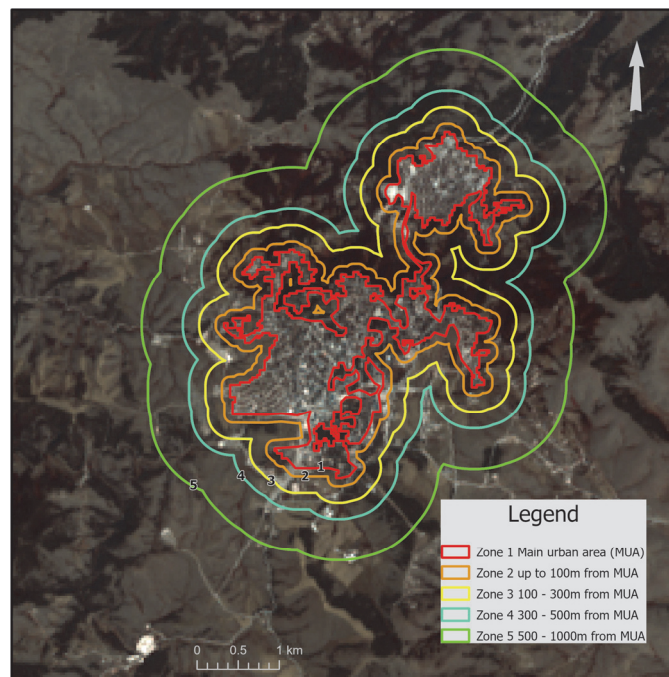 1
2
3
4
5
Legend
Zone 1 Main urban area (MUA)
Zone 2 up to 100m from MUA
Zone 3 100 - 300m from MUA
Zone 4 300 - 500m from MUA
Zone 5 500 - 1000m from MUA
0 0.5 1 km